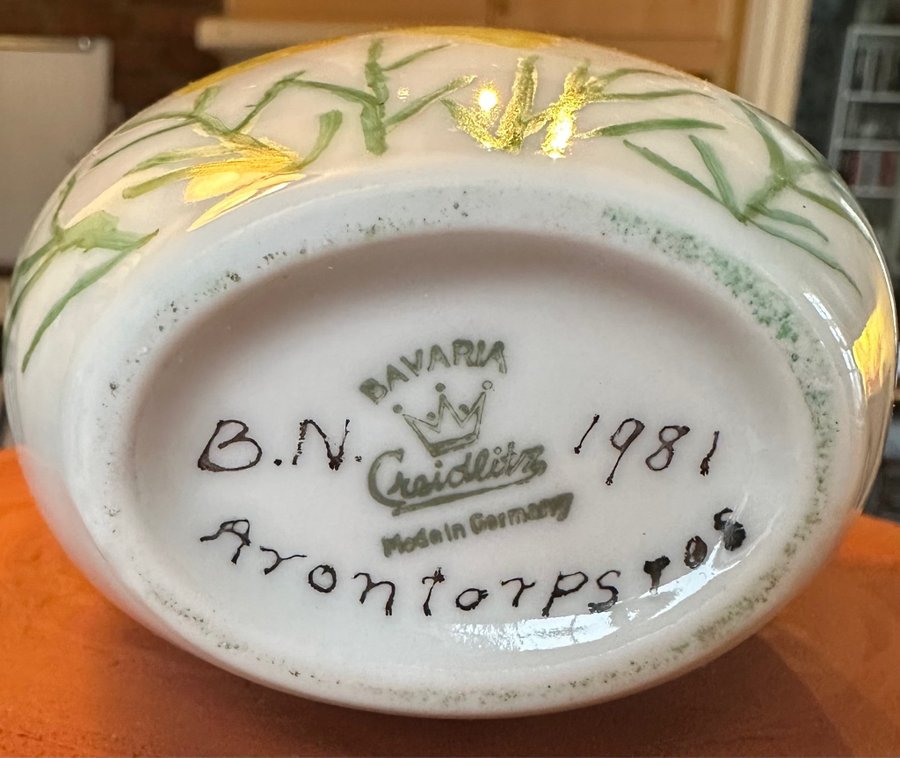 BAVARIA
B.N. Creidlitz 1981
Made in Germany
Arontorpsros